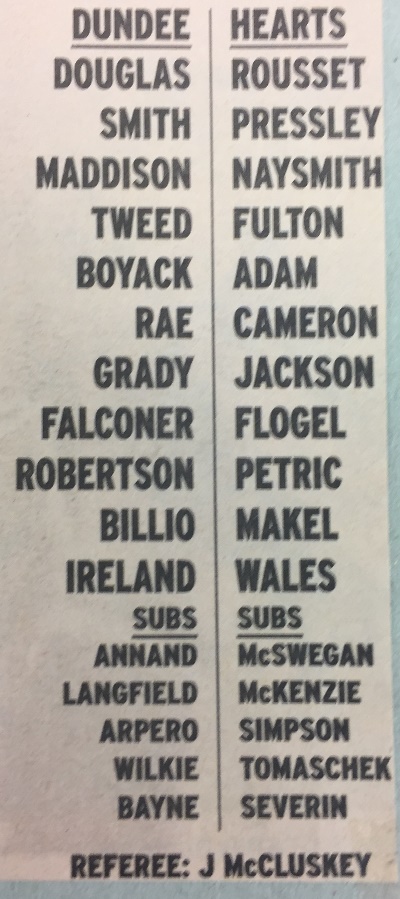 DUNDEE HEARTS
DOUGLAS ROUSSET
SMITH PRESSLEY
MADDISON NAYSMITH
TWEED FULTON
BOYACK ADAM
RAE CAMERON
GRADY JACKSON
FALCONER FLOGEL
ROBERTSON PETRIC
BILLIO MAKEL
IRELAND WALES
SUBS SUBS
ANNAND McSWEGAN
LANGFIELD McKENZIE
ARPERO SIMPSON
WILKIE TOMASCHEK
BAYNE SEVERIN
REFEREE: J McCLUSKEY